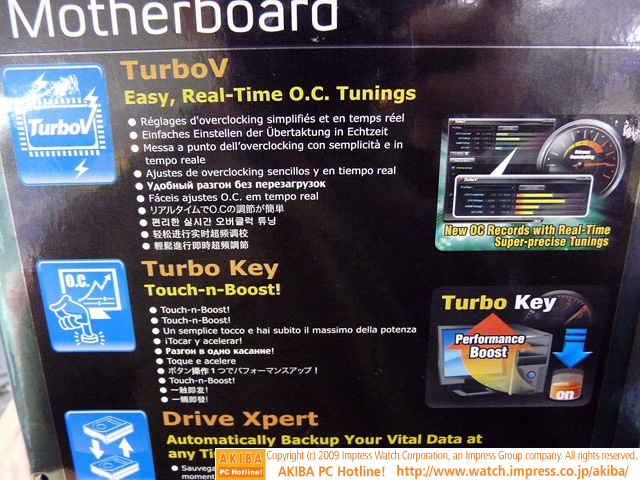 Motherboard
TurboV
Easy, Real-Time O.C. Tunings
TurboV
● Réglages d'overclocking simplifiés et en temps réel
● Einfaches Einstellen der Übertaktung in Echtzeit
● Messa a punto dell'overclocking con semplicità e in
tempo reale
● Ajustes de overclocking sencillos y en tiempo real
● Удобный разгон без перезагрузок
● Fáceis ajustes O.C. em tempo real
● リアルタイムでO.Cの調節が簡単
● 편리한 실시간 오버클럭 튜닝
● 轻松进行实时超频调校
● 輕鬆進行即時超頻調節
TurboV
New OC Records with Real-Time
Super-precise Tunings
Turbo Key
Touch-n-Boost!
O.C.
● Touch-n-Boost!
● Touch-n-Boost!
● Un semplice tocco e hai subito il massimo della potenza
● ¡Tocar y acelerar!
● Разгон в одно касание!
● Toque e acelere
● ボタン操作1つでパフォーマンスアップ！
● Touch-n-Boost!
● 一触即发!
● 一觸即發!
Turbo Key
Performance
Boost
on
Drive Xpert
Automatically Backup Your Vital Data at
any Ti
● Sauvega
moment
AKIBA
PC Hotline!
Copyright (c) 2009 Impress Watch Corporation, an Impress Group company. All rights reserved.
AKIBA PC Hotline! http://www.watch.impress.co.jp/akiba/